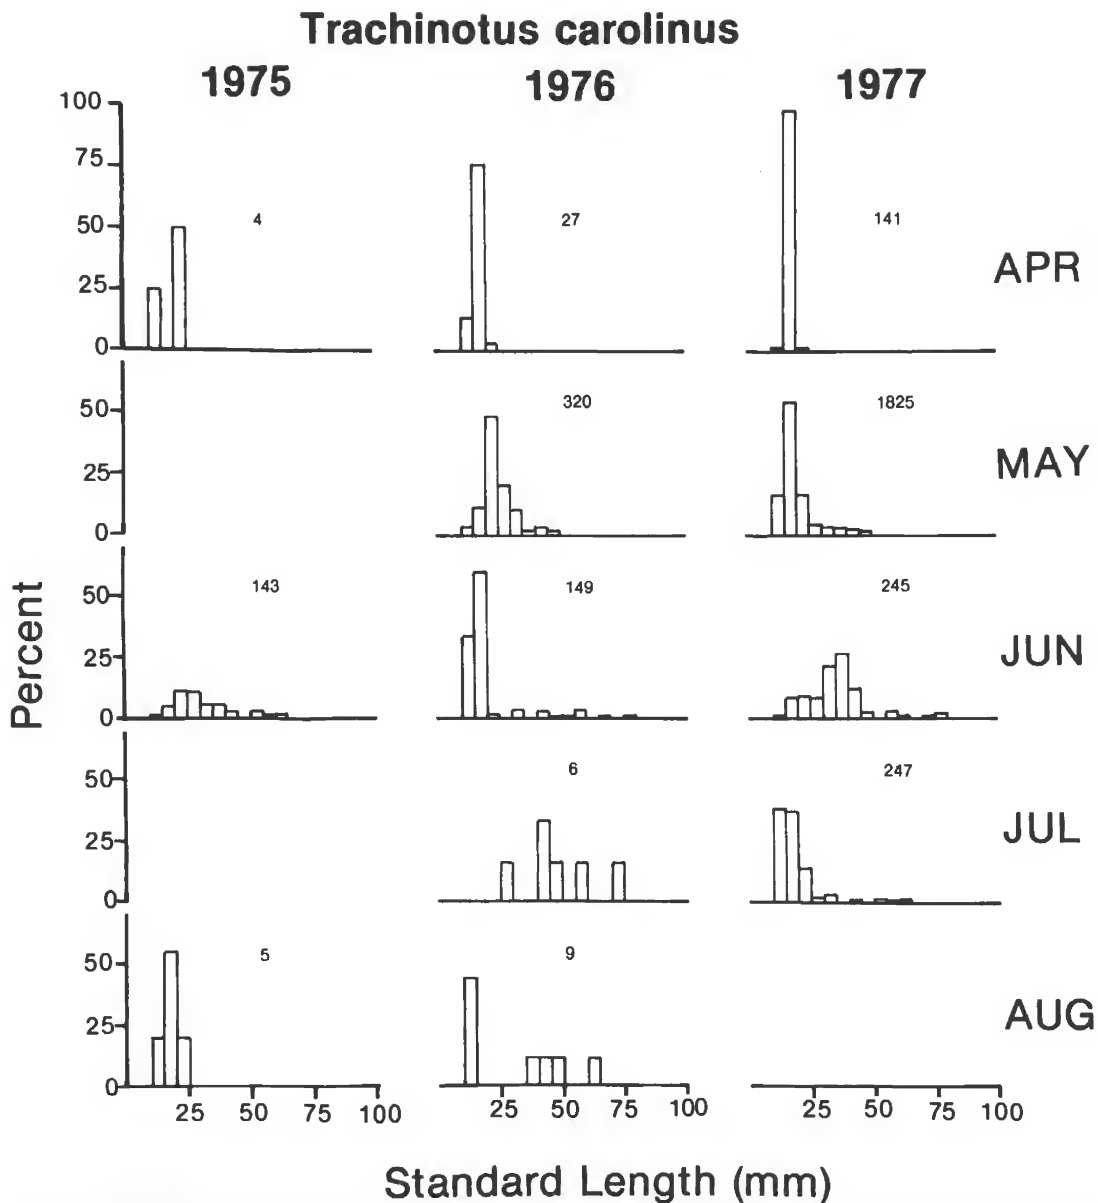 Trachinotus carolinus
1975 1976 1977
100
75
50
25
0
4 27 141
APR
50
25
0
320 1825
MAY
50
25
0
143 149 245
JUN
50
25
0
6 247
JUL
50
25
0
5 9
AUG
25 50 75 100 25 50 75 100 25 50 75 100
Percent
Standard Length (mm)